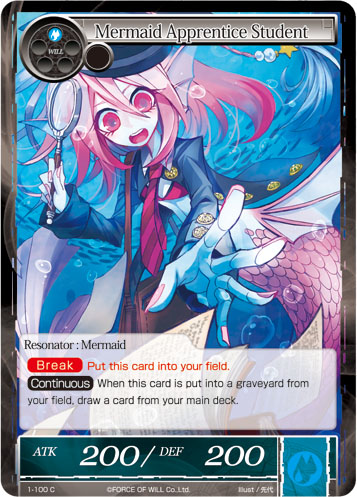 Mermaid Apprentice Student
WILL
Resonator : Mermaid
Break Put this card into your field.
Continuous When this card is put into a graveyard from
your field, draw a card from your main deck.
ATK 200 / DEF 200
1-100 C ©FORCE OF WILL Co.,Ltd. Illust / 先代